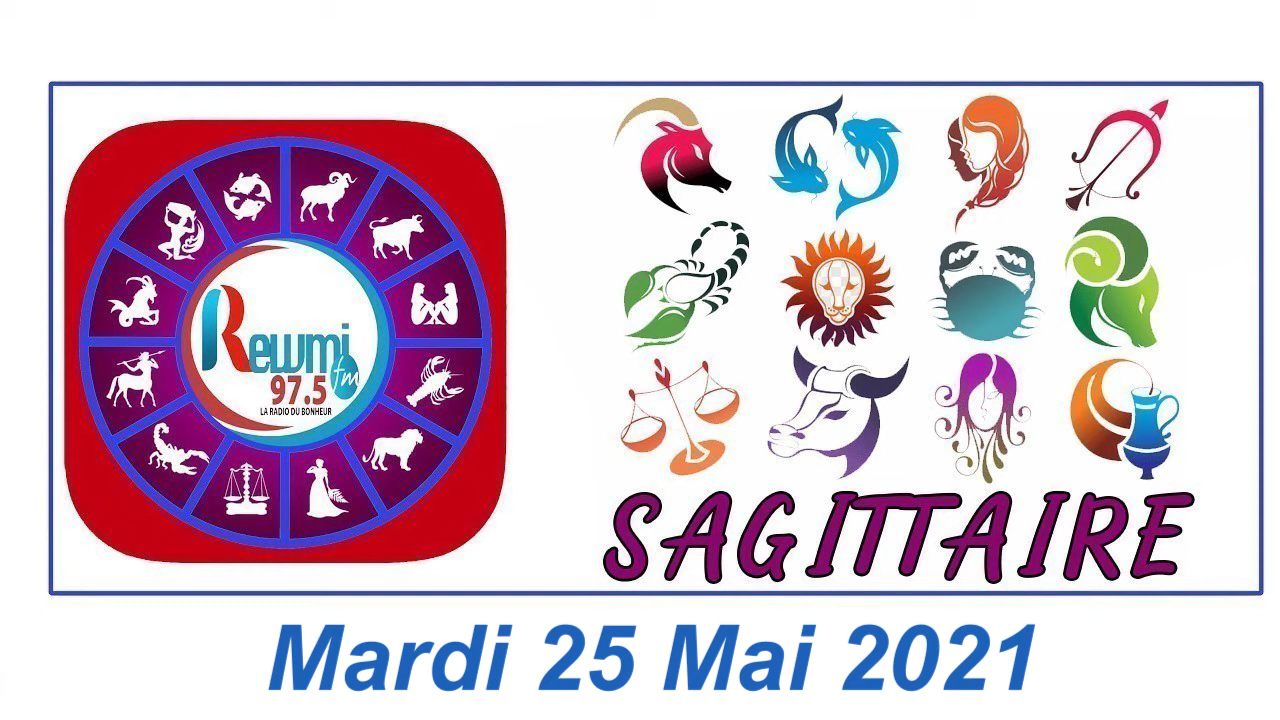 Rewmi
fm
97.5
LA RADIO DU BONHEUR
SAGITTAIRE
Mardi 25 Mai 2021